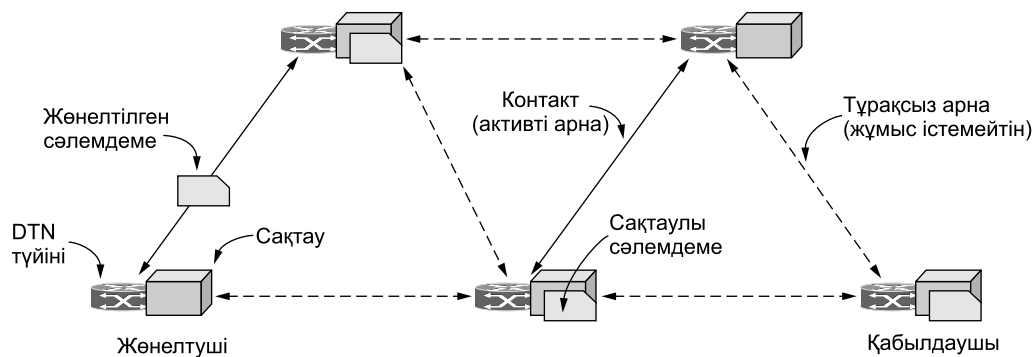 Жөнелтілген
сәлемдеме
Контакт
(активті арна)
Тұрақсыз арна
(жұмыс істемейтін)
DTN
түйіні
Сақтау
Сақтаулы
сәлемдеме
Жөнелтуші
Қабылдаушы